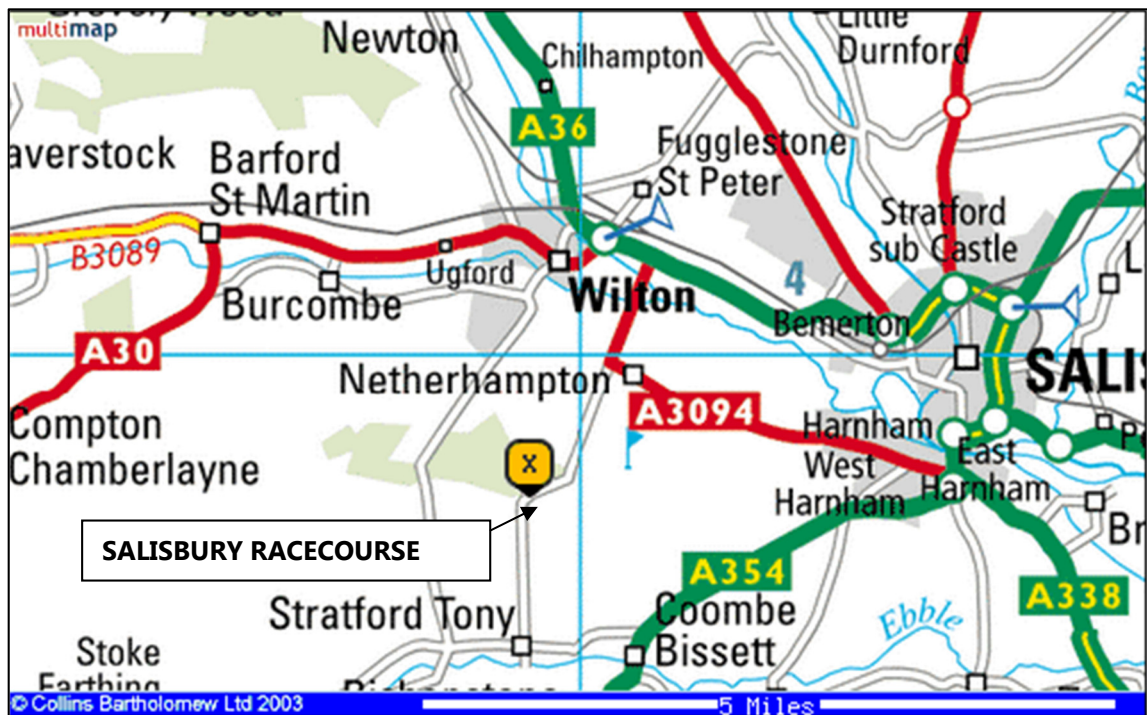 multimap
Newton
Chilhampton
Little
Durnford
A36
averstock
Barford
St Martin
Fugglestone
St Peter
Stratford
sub Castle
B3089
Ugford
Burcombe
Wilton
4
Bemerton
L
A30
Netherhampton
SALIS
A3094
Compton
Chamberlayne
Harnham
West
Harnham
East
Harnham
X
SALISBURY RACECOURSE
Br
A354
A338
Stratford Tony
Coombe
Bissett
Ebble
Stoke
Farthing
© Collins Bartholomew Ltd 2003
5 Miles